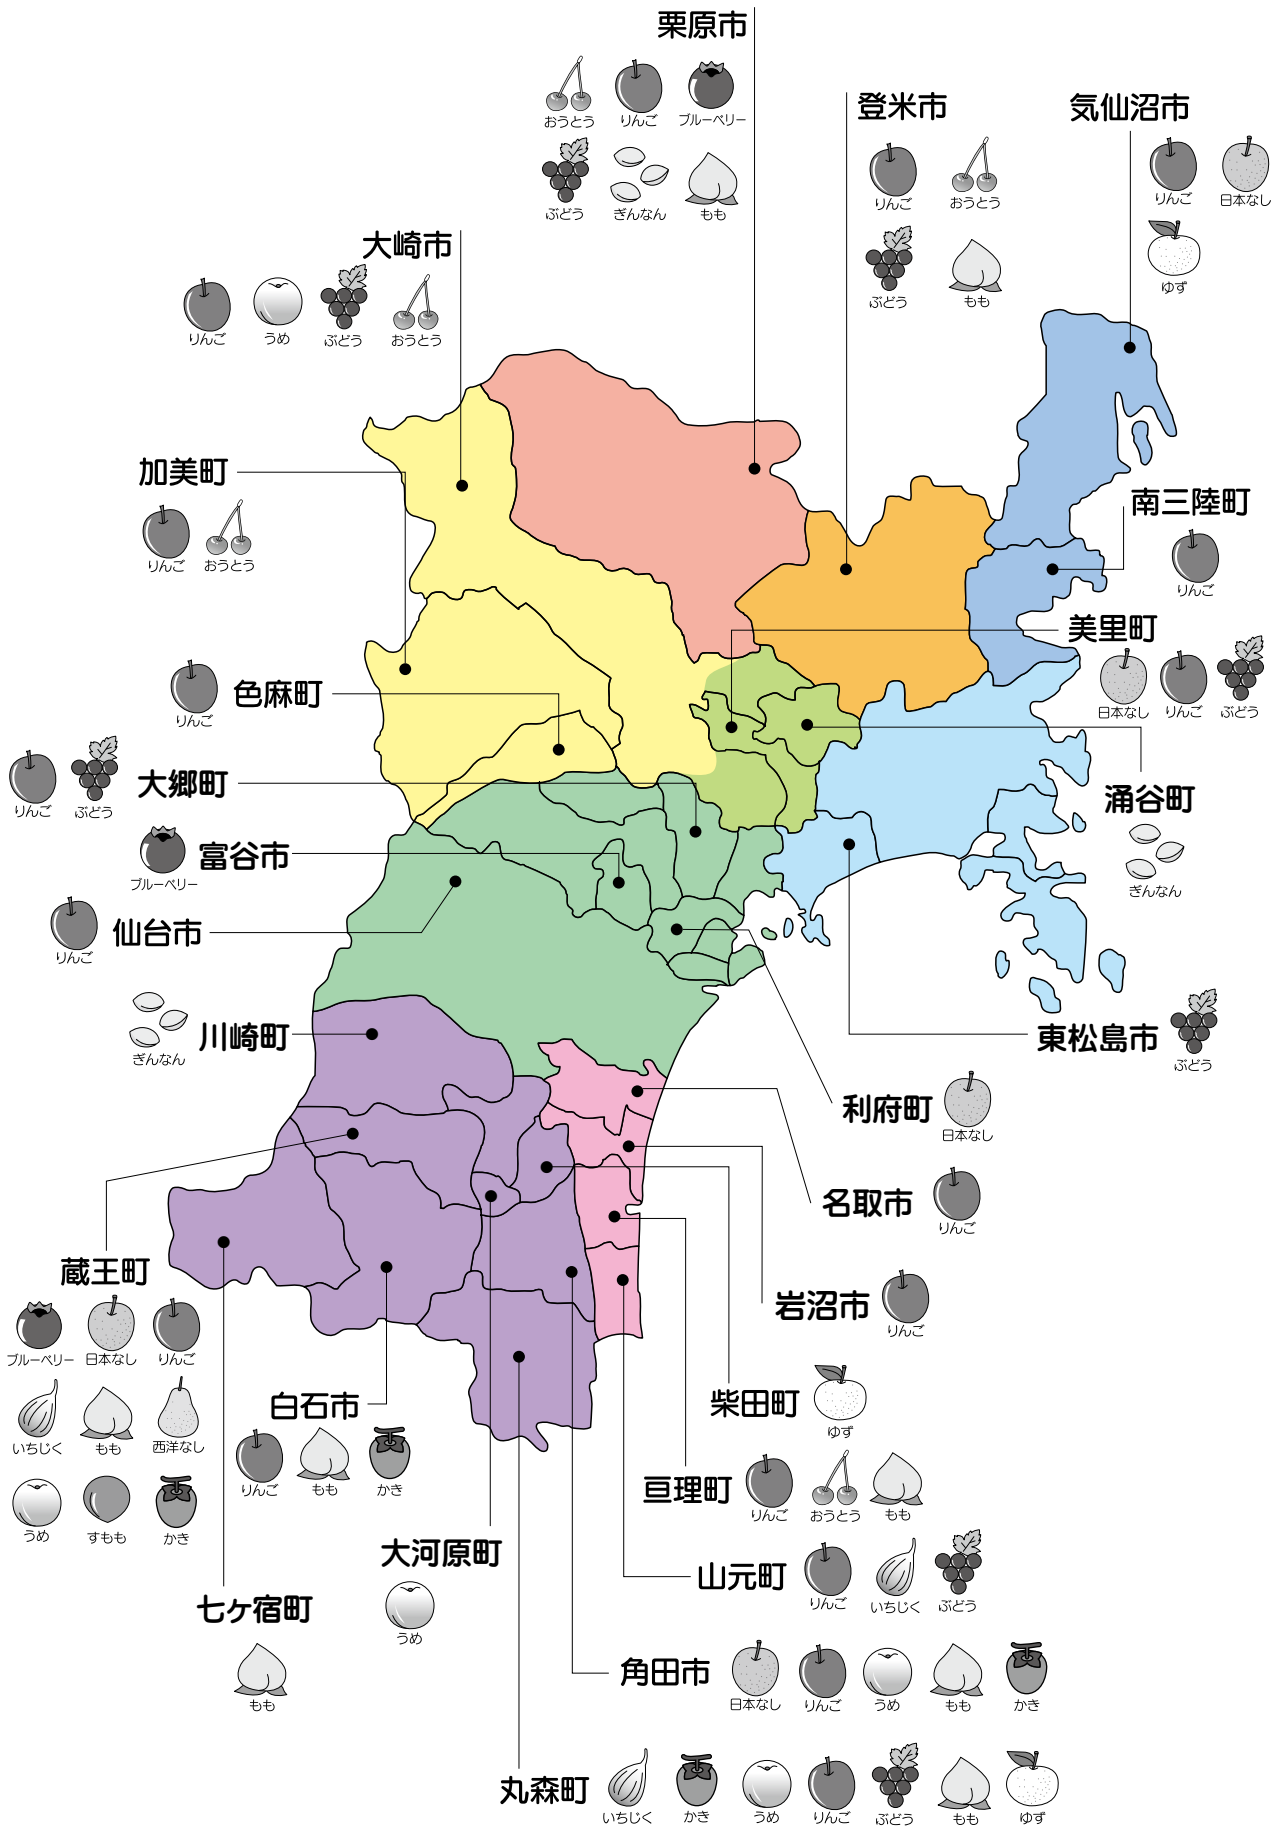 栗原市
おうとう りんご ブルーベリー
ぶどう ぎんなん もも
登米市
りんご おうとう
ぶどう もも
気仙沼市
りんご 日本なし
ゆず
大崎市
りんご うめ ぶどう おうとう
加美町
りんご おうとう
南三陸町
りんご
美里町
日本なし りんご ぶどう
色麻町
りんご
大郷町
りんご ぶどう
涌谷町
ぎんなん
富谷市
ブルーベリー
仙台市
りんご
川崎町
ぎんなん
東松島市
ぶどう
利府町
日本なし
名取市
りんご
岩沼市
りんご
蔵王町
ブルーベリー 日本なし りんご
いちじく もも 西洋なし
うめ すもも かき
白石市
りんご もも かき
柴田町
ゆず
亘理町
りんご おうとう もも
大河原町
うめ
山元町
りんご いちじく ぶどう
七ヶ宿町
もも
角田市
日本なし りんご うめ もも かき
丸森町
いちじく かき うめ りんご ぶどう もも ゆず